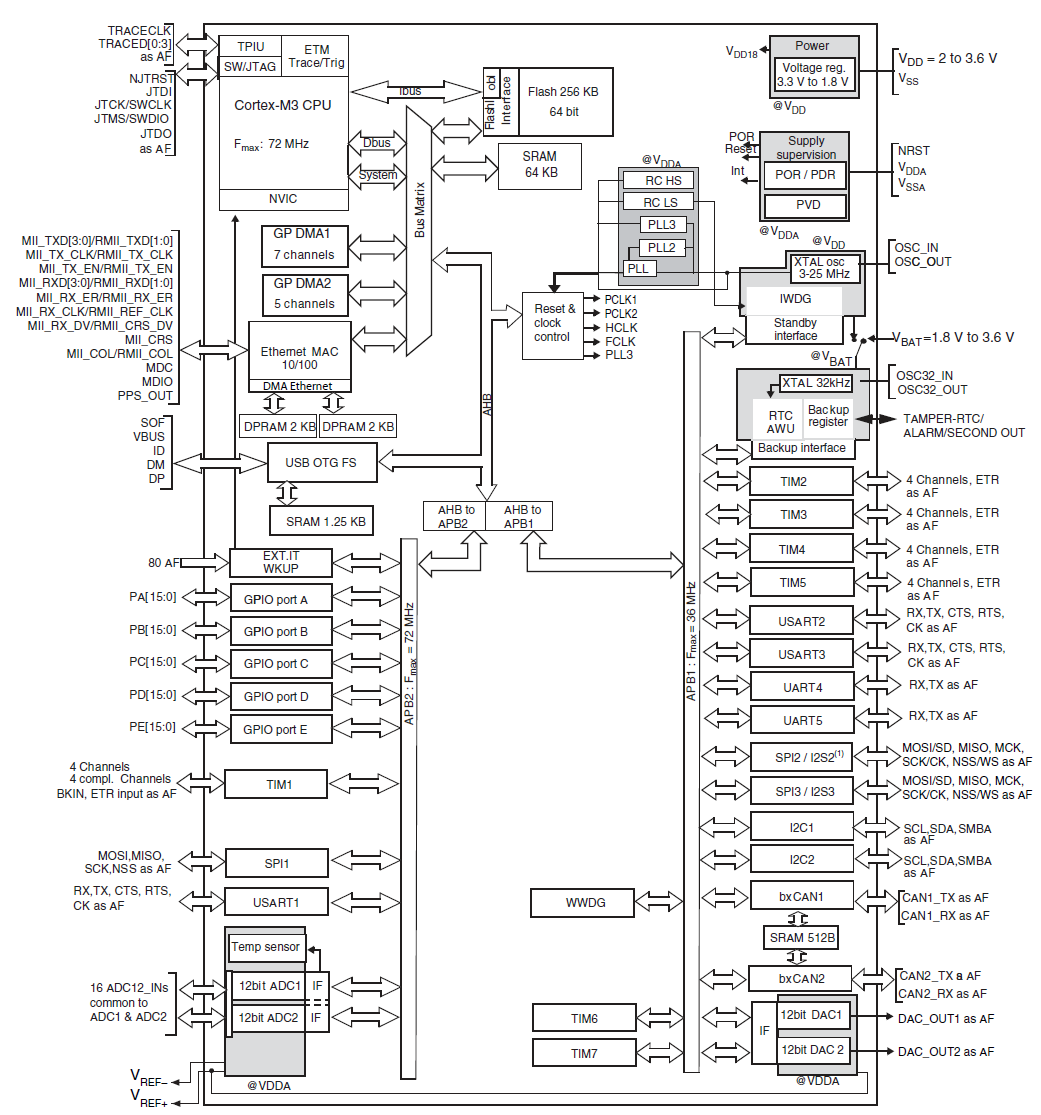 TRACECLK
TRACED[0:3]
as AF
NJTRST
JTDI
JTCK/SWCLK
JTMS/SWDIO
JTDO
as AF
TPIU
SW/JTAG
ETM
Trace/Trig
Cortex-M3 CPU
Fmax: 72 MHz
NVIC
Ibus
Dbus
System
Bus Matrix
Flashl obl
Interface
Flash 256 KB
64 bit
SRAM
64 KB
VDD18
Power
Voltage reg.
3.3 V to 1.8 V
@VDD
VDD = 2 to 3.6 V
VSS
POR
Reset
Int
Supply
supervision
POR / PDR
PVD
@VDDA
NRST
VDDA
VSSA
@VDDA
RC HS
RC LS
PLL3
PLL2
PLL
@VDD
XTAL osc
3-25 MHz
OSC_IN
OSC_OUT
IWDG
Standby
interface
VBAT=1.8 V to 3.6 V
@VBAT
GP DMA1
7 channels
GP DMA2
5 channels
Reset &
clock
control
PCLK1
PCLK2
HCLK
FCLK
PLL3
MII_TXD[3:0]/RMII_TXD[1:0]
MII_TX_CLK/RMII_TX_CLK
MII_TX_EN/RMII_TX_EN
MII_RXD[3:0]/RMII_RXD[1:0]
MII_RX_ER/RMII_RX_ER
MII_RX_CLK/RMII_REF_CLK
MII_RX_DV/RMII_CRS_DV
MII_CRS
MII_COL/RMII_COL
MDC
MDIO
PPS_OUT
Ethernet MAC
10/100
DMA Ethernet
DPRAM 2 KB
DPRAM 2 KB
AHB
XTAL 32kHz
OSC32_IN
OSC32_OUT
RTC
AWU
Backup
register
Backup interface
TAMPER-RTC/
ALARM/SECOND OUT
SOF
VBUS
ID
DM
DP
USB OTG FS
SRAM 1.25 KB
AHB to
APB2
AHB to
APB1
80 AF
EXT.IT
WKUP
PA[15:0]
GPIO port A
PB[15:0]
GPIO port B
PC[15:0]
GPIO port C
PD[15:0]
GPIO port D
PE[15:0]
GPIO port E
APB2 : Fmax = 72 MHz
APB1 : Fmax = 36 MHz
TIM2
4 Channels, ETR
as AF
TIM3
4 Channels, ETR
as AF
TIM4
4 Channels, ETR
as AF
TIM5
4 Channels, ETR
as AF
USART2
RX,TX, CTS, RTS,
CK as AF
USART3
RX,TX, CTS, RTS,
CK as AF
UART4
RX,TX as AF
UART5
RX,TX as AF
SPI2 / I2S2(1)
MOSI/SD, MISO, MCK,
SCK/CK, NSS/WS as AF
SPI3 / I2S3
MOSI/SD, MISO, MCK,
SCK/CK, NSS/WS as AF
I2C1
SCL,SDA,SMBA
as AF
I2C2
SCL,SDA,SMBA
as AF
bxCAN1
CAN1_TX as AF
CAN1_RX as AF
SRAM 512B
bxCAN2
CAN2_TX a AF
CAN2_RX as AF
4 Channels
4 compl. Channels
BKIN, ETR input as AF
TIM1
MOSI,MISO,
SCK,NSS as AF
SPI1
RX,TX, CTS, RTS,
CK as AF
USART1
WWDG
Temp sensor
16 ADC12_INs
common to
ADC1 & ADC2
12bit ADC1
IF
12bit ADC2
IF
@VDDA
VREF–
VREF+
TIM6
TIM7
IF
12bit DAC1
12bit DAC 2
@VDDA
DAC_OUT1 as AF
DAC_OUT2 as AF